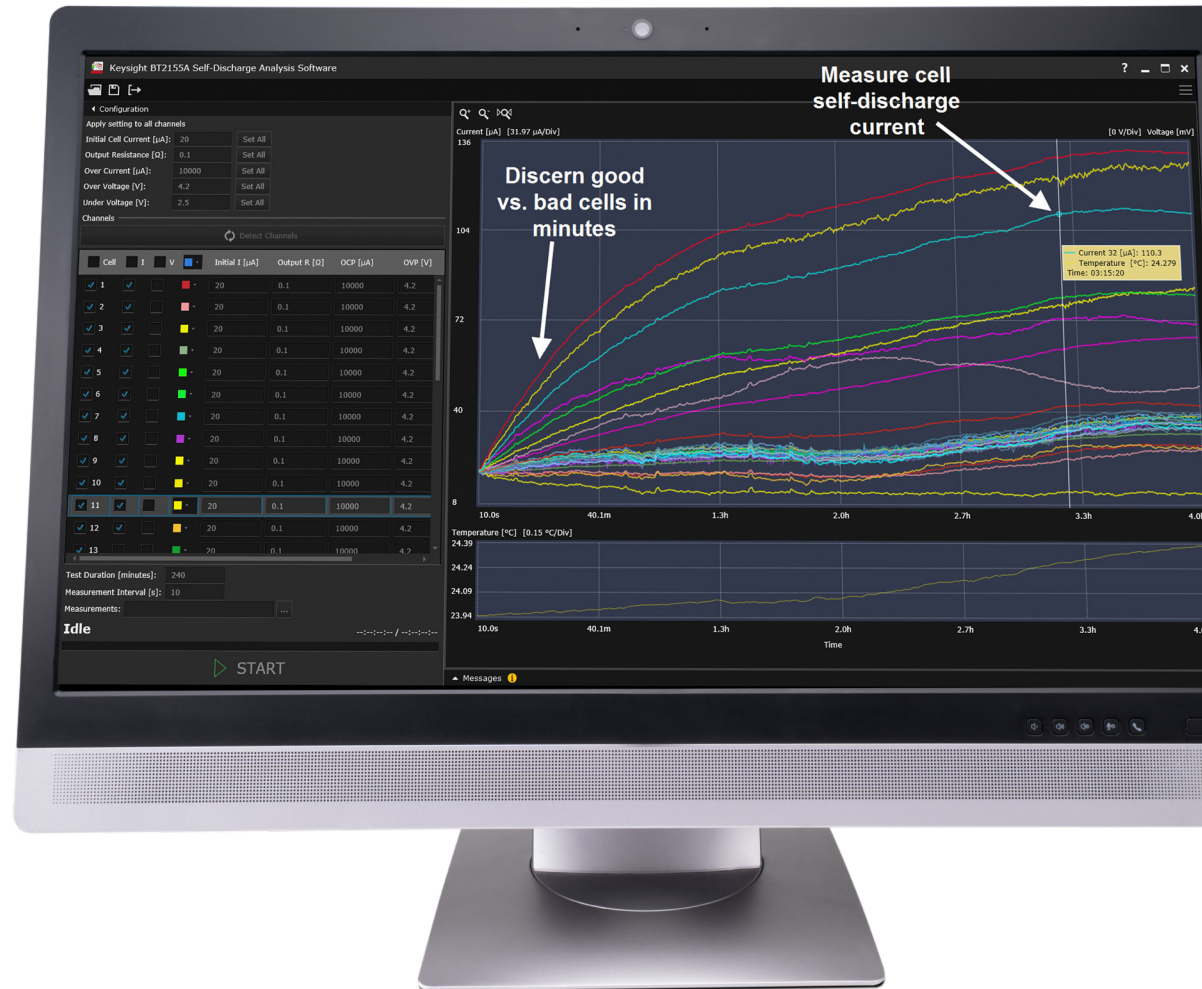 Keysight BT2155A Self-Discharge Analysis Software
? 
Configuration
Apply setting to all channels
Initial Cell Current [µA]: 20 Set All
Output Resistance [Ω]: 0.1 Set All
Over Current [µA]: 10000 Set All
Over Voltage [V]: 4.2 Set All
Under Voltage [V]: 2.5 Set All
Channels
Detect Channels
Cell I V Initial I [µA] Output R [Ω] OCP [µA] OVP [V]
1 20 0.1 10000 4.2
2 20 0.1 10000 4.2
3 20 0.1 10000 4.2
4 20 0.1 10000 4.2
5 20 0.1 10000 4.2
6 20 0.1 10000 4.2
7 20 0.1 10000 4.2
8 20 0.1 10000 4.2
9 20 0.1 10000 4.2
10 20 0.1 10000 4.2
11 20 0.1 10000 4.2
12 20 0.1 10000 4.2
13 20 0.1 10000 4.2
Test Duration [minutes]: 240
Measurement Interval [s]: 10
Measurements: ...
Idle
--:--:--:-- / --:--:--:--
START
Measure cell
self-discharge
current
Current [µA] [31.97 µA/Div]
[0 V/Div] Voltage [mV]
Discern good
vs. bad cells in
minutes
136
104
72
40
8
Current 32 [µA]: 110.3
Temperature [°C]: 24.279
Time: 03:15:20
10.0s 40.1m 1.3h 2.0h 2.7h 3.3h 4.0h
Temperature [°C] [0.15 °C/Div]
24.39
24.24
24.09
23.94
10.0s 40.1m 1.3h 2.0h 2.7h 3.3h 4.0
Time
Messages